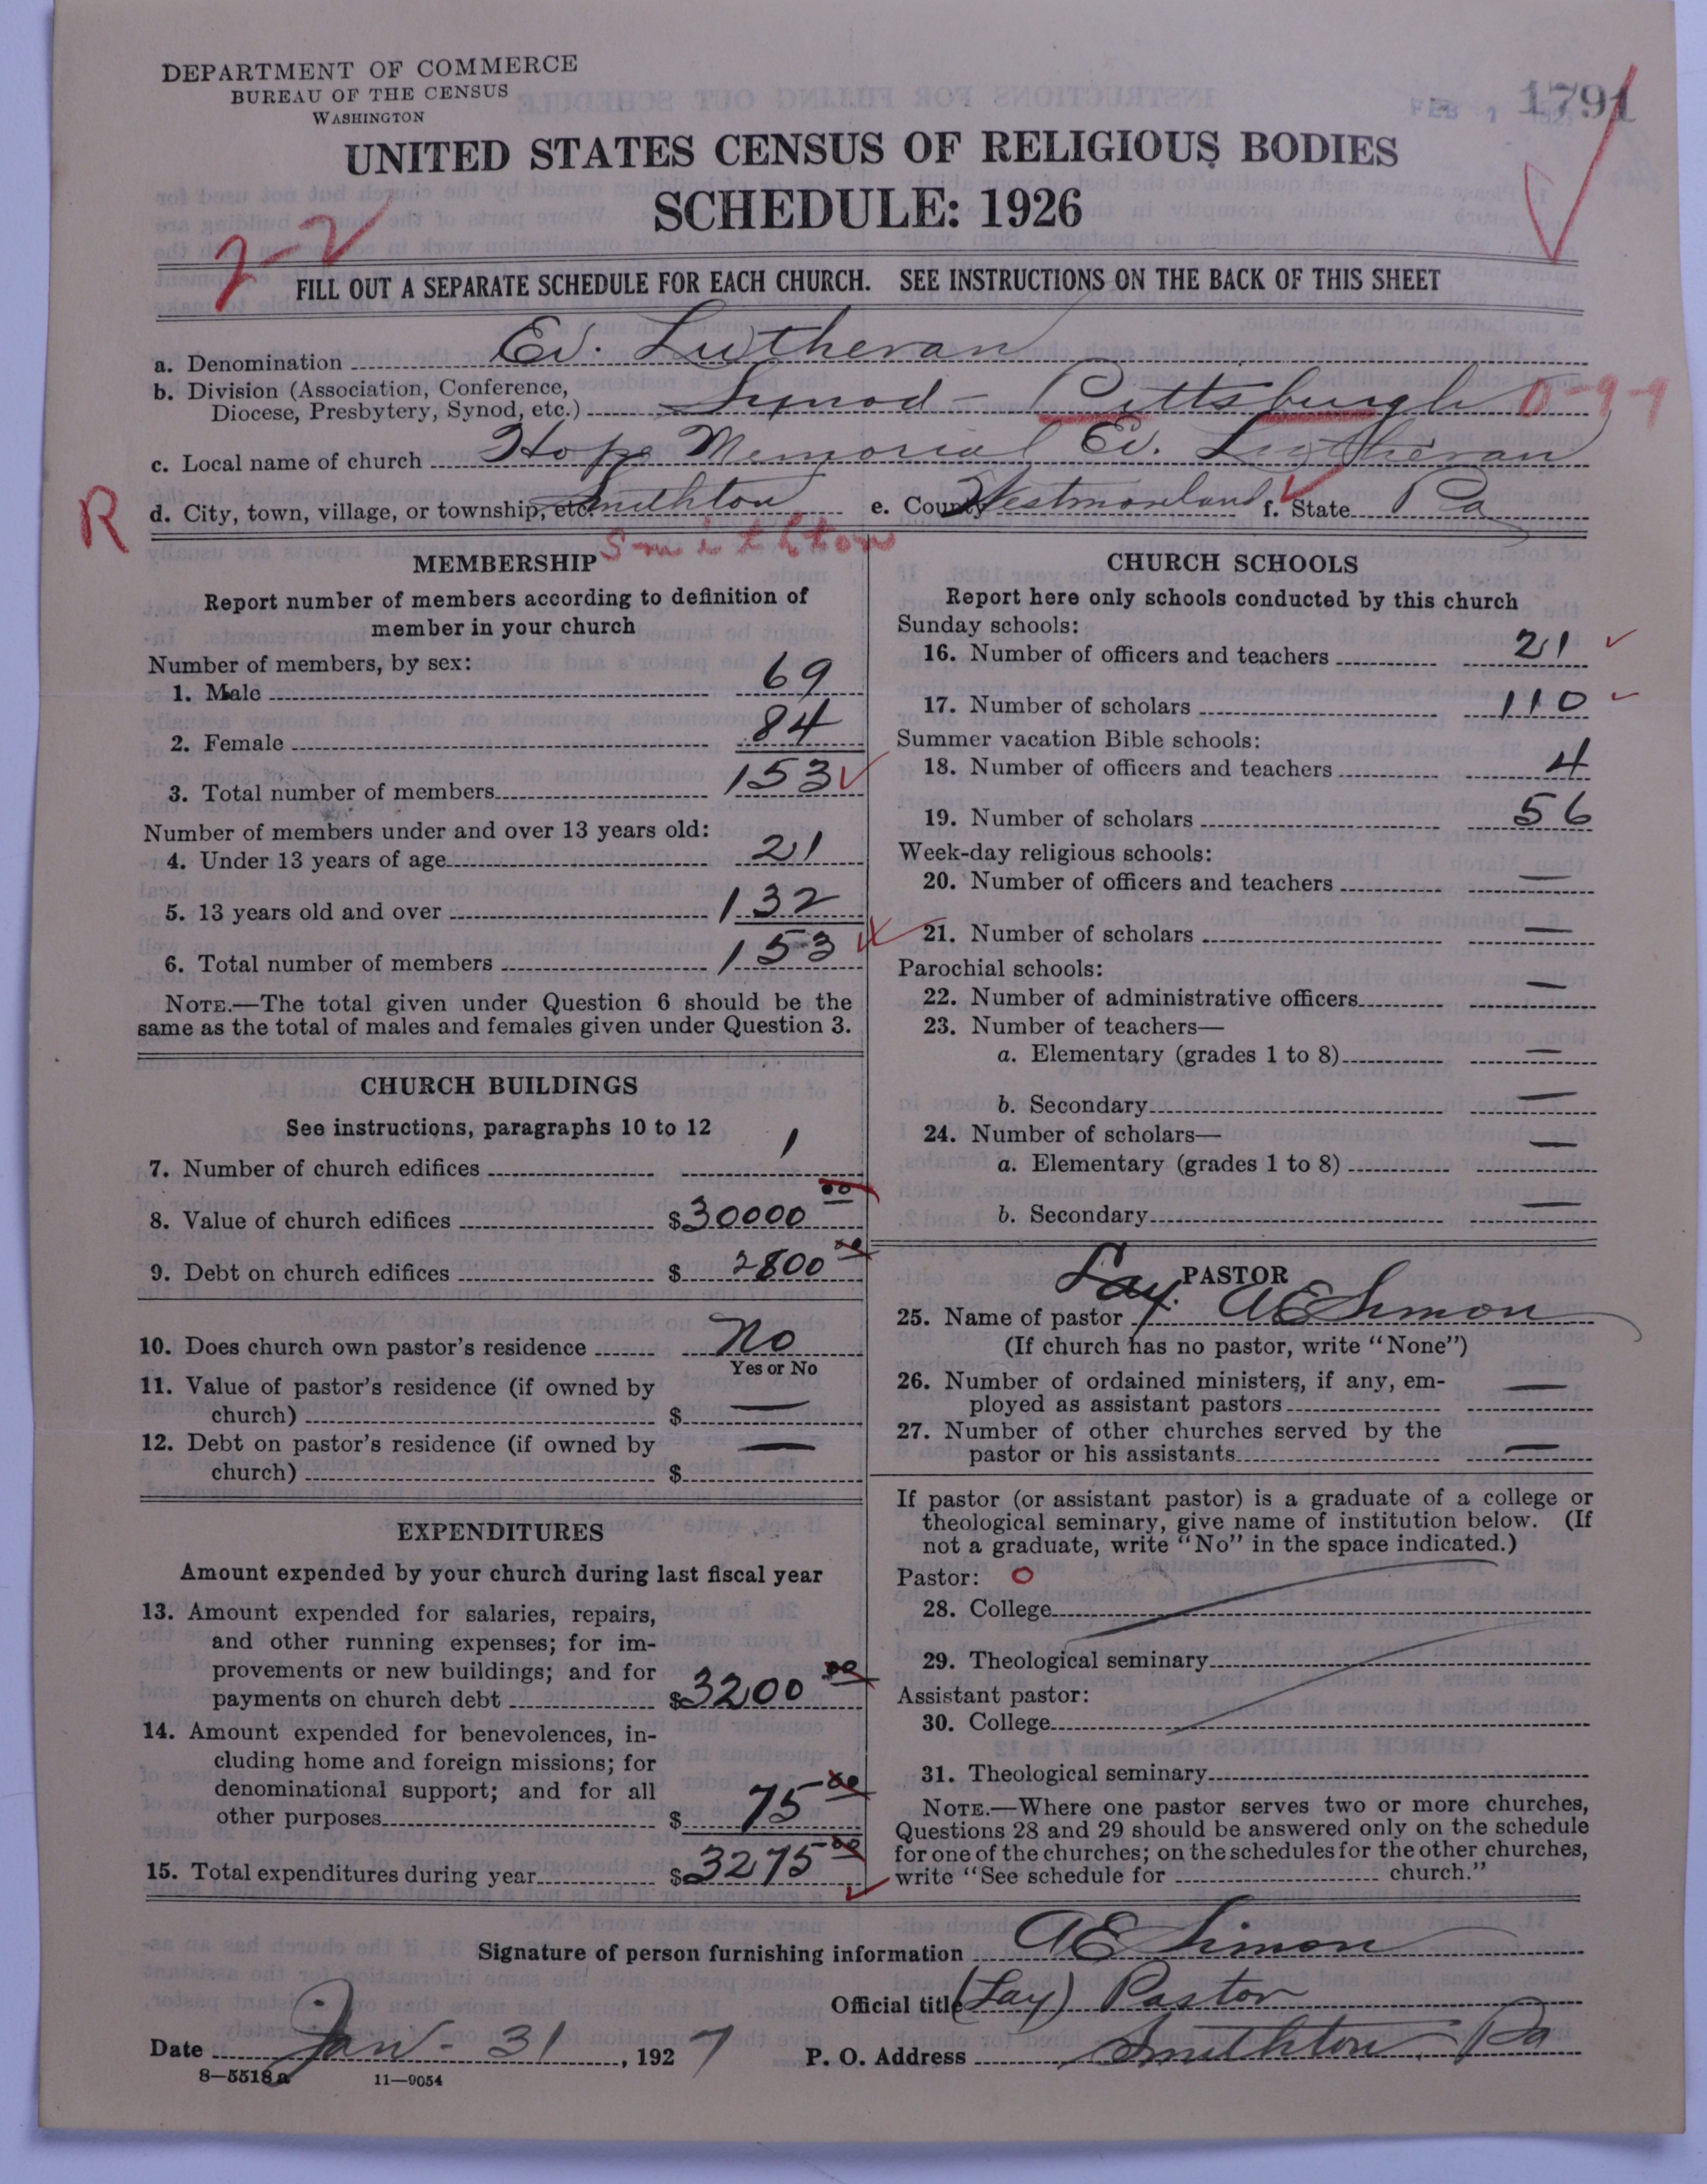 DEPARTMENT OF COMMERCE
BUREAU OF THE CENSUS
WASHINGTON
FEB 1
1791
UNITED STATES CENSUS OF RELIGIOUS BODIES
SCHEDULE: 1926
2-2
FILL OUT A SEPARATE SCHEDULE FOR EACH CHURCH. SEE INSTRUCTIONS ON THE BACK OF THIS SHEET
a. Denomination Ev. Lutheran
b. Division (Association, Conference,
Diocese, Presbytery, Synod, etc.) Synod - Pittsburgh 0-9-9
c. Local name of church Hope Memorial Ev. Lutheran
R d. City, town, village, or township, etc. Smithton e. County Westmoreland f. State Pa
Smithton
MEMBERSHIP
Report number of members according to definition of
member in your church
Number of members, by sex:
1. Male 69
2. Female 84
3. Total number of members 153
Number of members under and over 13 years old:
4. Under 13 years of age 21
5. 13 years old and over 132
6. Total number of members 153
NOTE.—The total given under Question 6 should be the
same as the total of males and females given under Question 3.
CHURCH BUILDINGS
See instructions, paragraphs 10 to 12
7. Number of church edifices 1
8. Value of church edifices $30000 00
9. Debt on church edifices $ 2800 00
10. Does church own pastor's residence No
Yes or No
11. Value of pastor's residence (if owned by
church) $ —
12. Debt on pastor's residence (if owned by
church) $ —
EXPENDITURES
Amount expended by your church during last fiscal year
13. Amount expended for salaries, repairs,
and other running expenses; for im-
provements or new buildings; and for
payments on church debt $3200 00
14. Amount expended for benevolences, in-
cluding home and foreign missions; for
denominational support; and for all
other purposes $ 75 00
15. Total expenditures during year $3275 00
CHURCH SCHOOLS
Report here only schools conducted by this church
Sunday schools:
16. Number of officers and teachers 21
17. Number of scholars 110
Summer vacation Bible schools:
18. Number of officers and teachers 4
19. Number of scholars 56
Week-day religious schools:
20. Number of officers and teachers —
21. Number of scholars —
Parochial schools:
22. Number of administrative officers —
23. Number of teachers—
a. Elementary (grades 1 to 8) —
b. Secondary —
24. Number of scholars—
a. Elementary (grades 1 to 8) —
b. Secondary —
PASTOR
25. Name of pastor Lay. A E Simon
(If church has no pastor, write "None")
26. Number of ordained ministers, if any, em-
ployed as assistant pastors —
27. Number of other churches served by the
pastor or his assistants —
If pastor (or assistant pastor) is a graduate of a college or
theological seminary, give name of institution below. (If
not a graduate, write "No" in the space indicated.)
Pastor: O
28. College
29. Theological seminary
Assistant pastor:
30. College
31. Theological seminary
NOTE.—Where one pastor serves two or more churches,
Questions 28 and 29 should be answered only on the schedule
for one of the churches; on the schedules for the other churches,
write "See schedule for church."
Signature of person furnishing information A E Simon
Official title (Lay) Pastor
Date Jan - 31, 1927 P. O. Address Smithton, Pa
8—5518a 11—9054